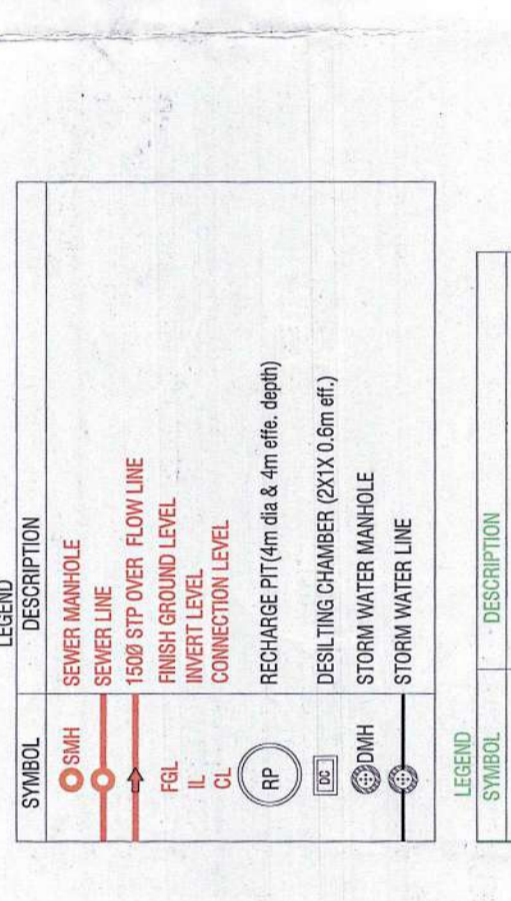 LEGEND
SYMBOL DESCRIPTION
SMH SEWER MANHOLE
SEWER LINE
150Ø STP OVER FLOW LINE
FGL FINISH GROUND LEVEL
IL INVERT LEVEL
CL CONNECTION LEVEL
RP RECHARGE PIT(4m dia & 4m effe. depth)
DC DESILTING CHAMBER (2X1X 0.6m eff.)
DMH STORM WATER MANHOLE
STORM WATER LINE
LEGEND
SYMBOL DESCRIPTION